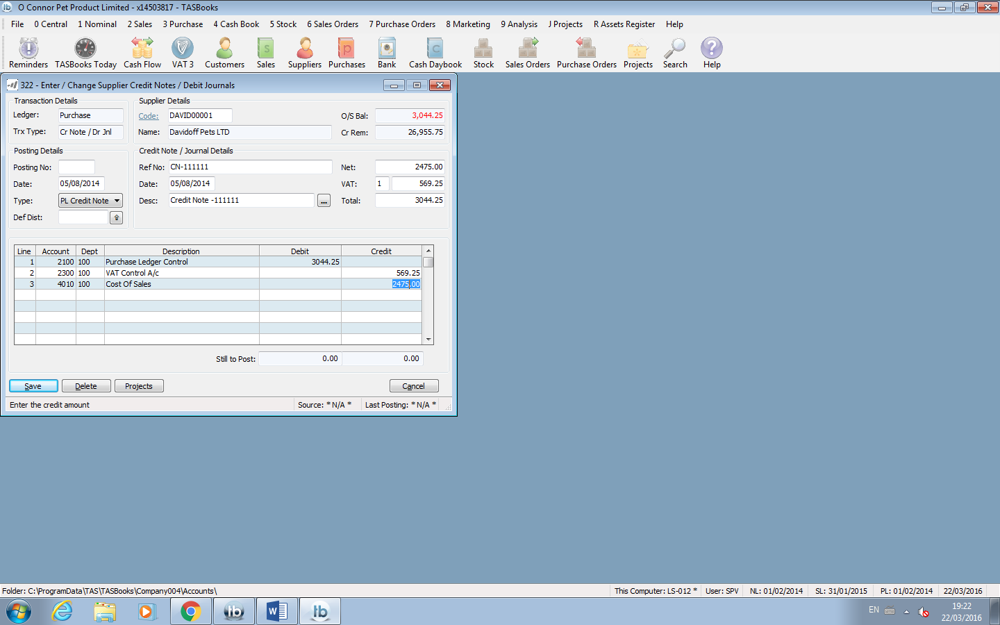 O Connor Pet Product Limited - x14503817 - TASBooks
File 0 Central 1 Nominal 2 Sales 3 Purchase 4 Cash Book 5 Stock 6 Sales Orders 7 Purchase Orders 8 Marketing 9 Analysis J Projects R Assets Register Help
Reminders TASBooks Today Cash Flow VAT 3 Customers Sales Suppliers Purchases Bank Cash Daybook Stock Sales Orders Purchase Orders Projects Search Help
322 - Enter / Change Supplier Credit Notes / Debit Journals
Transaction Details Supplier Details
Ledger: Purchase Code: DAVID00001 O/S Bal: 3,044.25
Trx Type: Cr Note / Dr Jnl Name: Davidoff Pets LTD Cr Rem: 26,955.75
Posting Details Credit Note / Journal Details
Posting No: Ref No: CN-111111 Net: 2475.00
Date: 05/08/2014 Date: 05/08/2014 VAT: 1 569.25
Type: PL Credit Note Desc: Credit Note -111111 ... Total: 3044.25
Def Dist:
Line Account Dept Description Debit Credit
1 2100 100 Purchase Ledger Control 3044.25
2 2300 100 VAT Control A/c 569.25
3 4010 100 Cost Of Sales 2475.00
Still to Post: 0.00 0.00
Save Delete Projects Cancel
Enter the credit amount Source: * N/A * Last Posting: * N/A *
Folder: C:\ProgramData\TAS\TASBooks\Company004\Accounts\ This Computer: LS-012 * User: SPV NL: 01/02/2014 SL: 31/01/2015 PL: 01/02/2014 22/03/2016
EN 19:22
22/03/2016